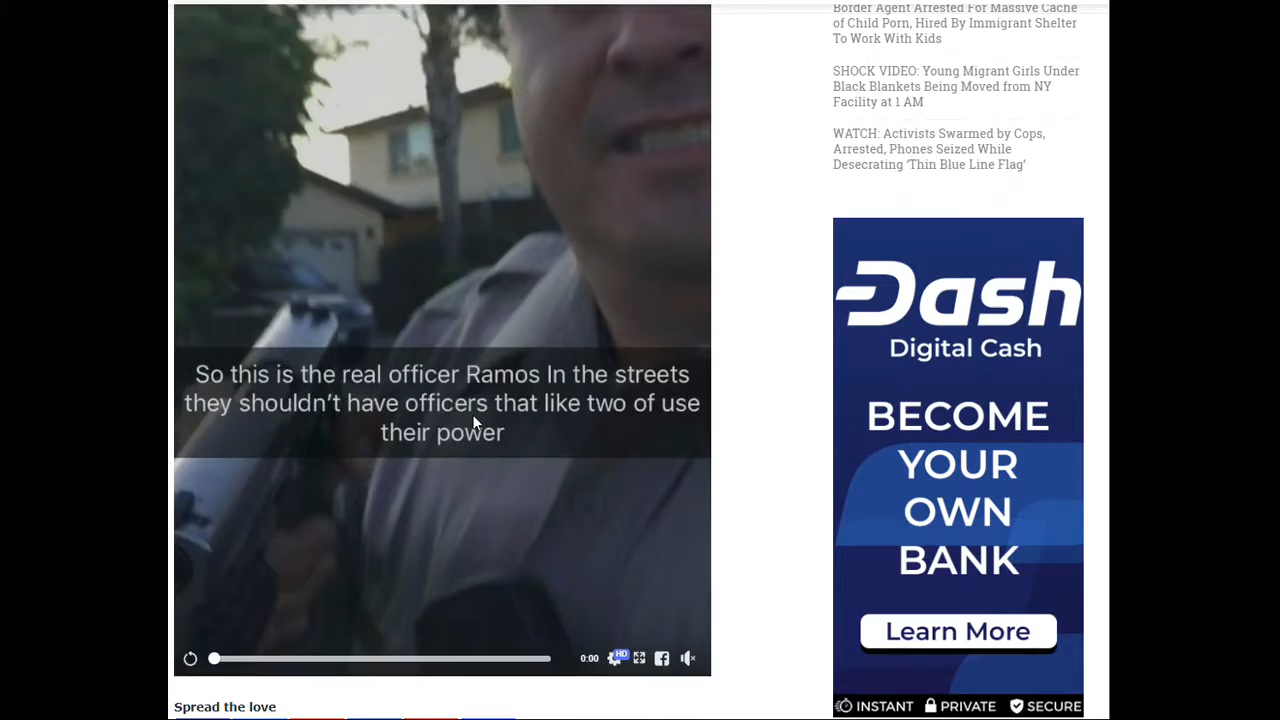 So this is the real officer Ramos In the streets
they shouldn't have officers that like two of use
their power
0:00
HD
Spread the love
Border Agent Arrested For Massive Cache
of Child Porn, Hired By Immigrant Shelter
To Work With Kids
SHOCK VIDEO: Young Migrant Girls Under
Black Blankets Being Moved from NY
Facility at 1 AM
WATCH: Activists Swarmed by Cops,
Arrested, Phones Seized While
Desecrating ‘Thin Blue Line Flag’
Dash
Digital Cash
BECOME
YOUR
OWN
BANK
Learn More
INSTANT PRIVATE SECURE